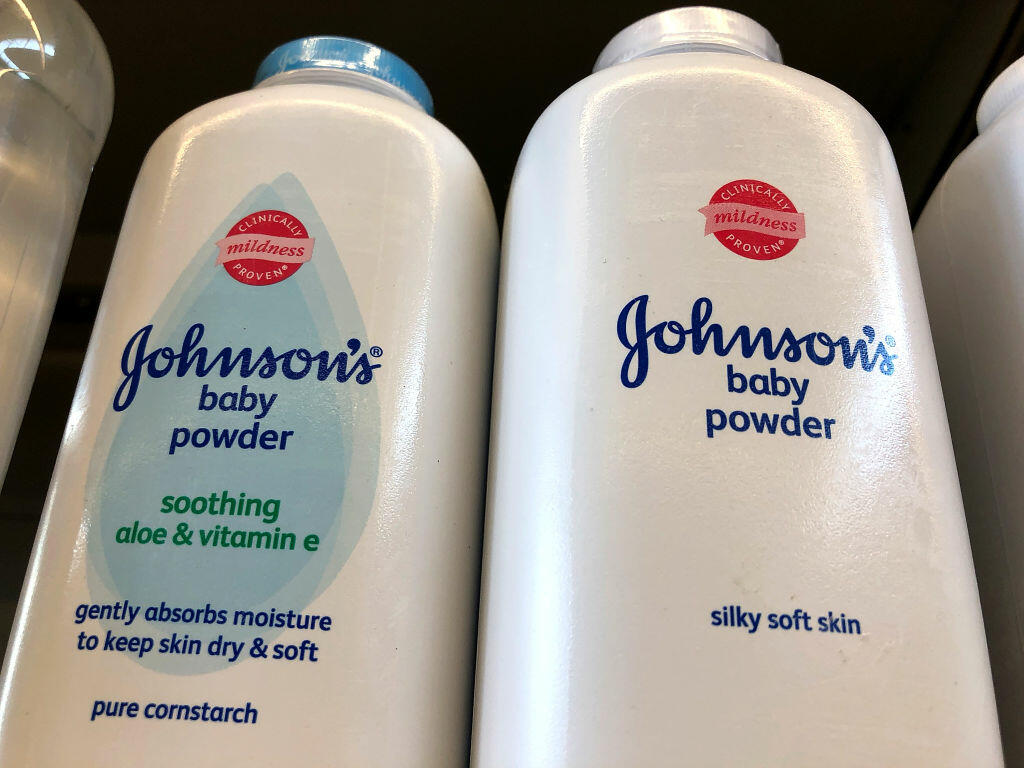 CLINICALLY
mildness
PROVEN®
Johnson's®
baby
powder
soothing
aloe & vitamin e
gently absorbs moisture
to keep skin dry & soft
pure cornstarch
CLINICALLY
mildness
PROVEN®
Johnson's®
baby
powder
silky soft skin